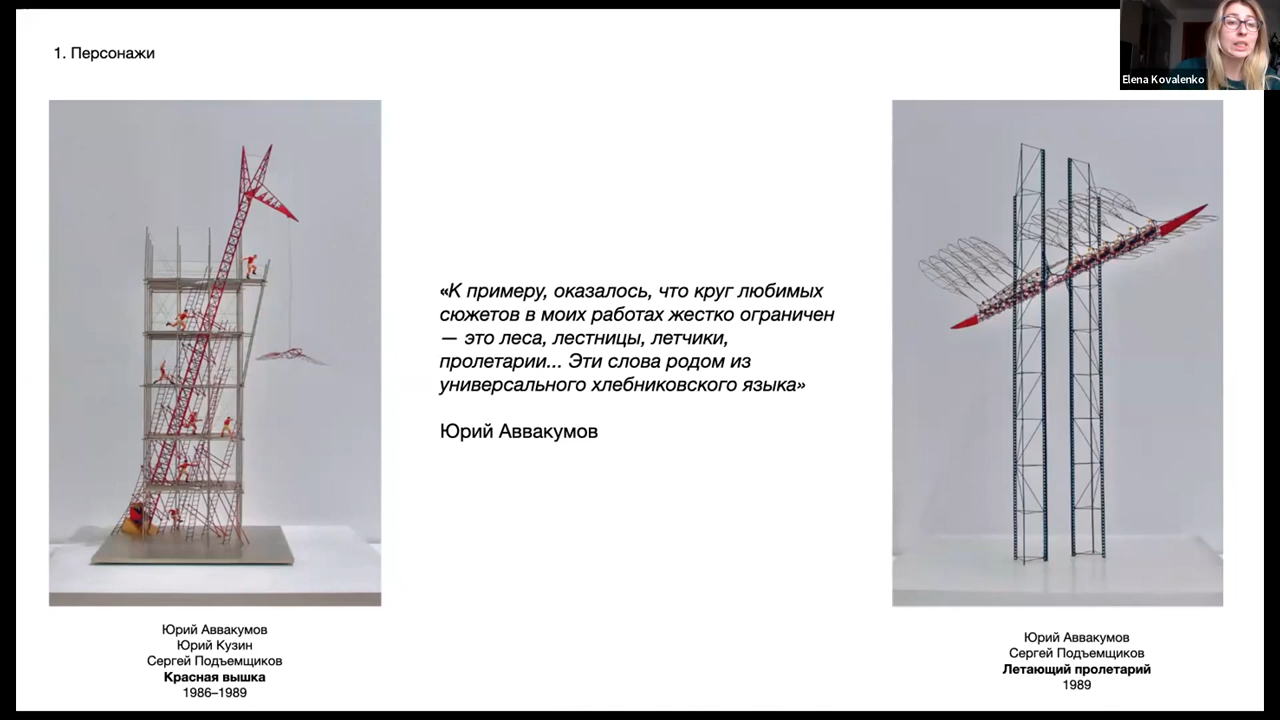 1. Персонажи
Elena Kovalenko
«К примеру, оказалось, что круг любимых
сюжетов в моих работах жестко ограничен
— это леса, лестницы, летчики,
пролетарии... Эти слова родом из
универсального хлебниковского языка»
Юрий Аввакумов
Юрий Аввакумов
Юрий Кузин
Сергей Подъемщиков
Красная вышка
1986–1989
Юрий Аввакумов
Сергей Подъемщиков
Летающий пролетарий
1989